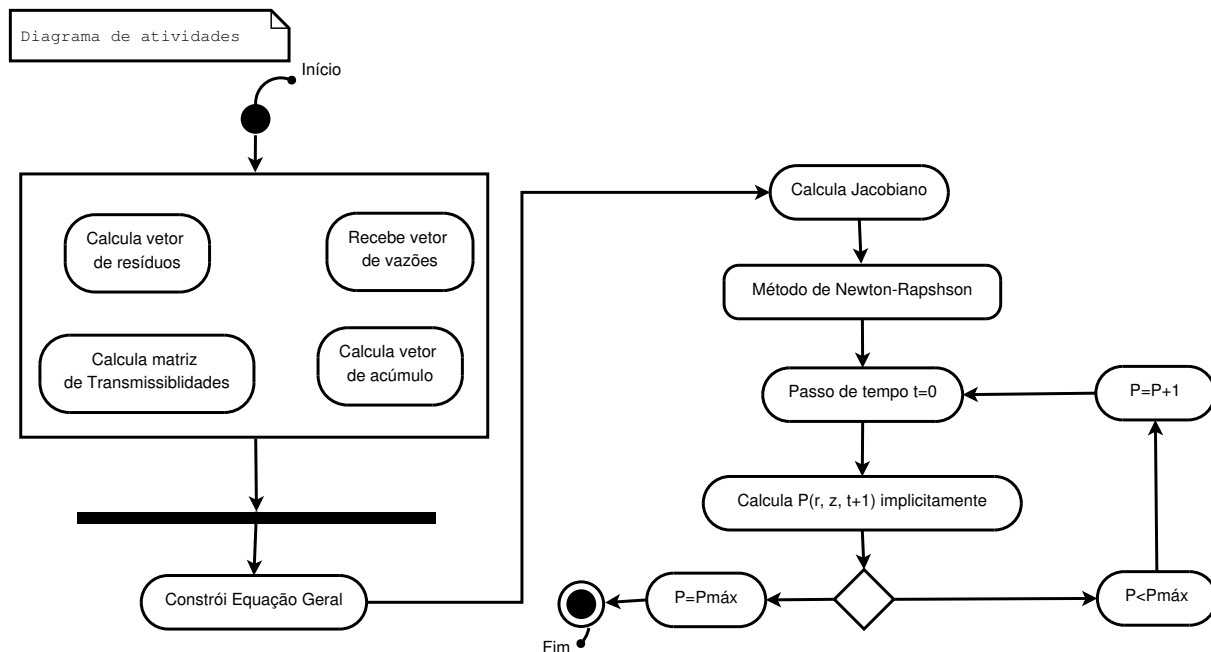 Diagrama de atividades
Início
Calcula vetor
de resíduos
Recebe vetor
de vazões
Calcula matriz
de Transmissiblidades
Calcula vetor
de acúmulo
Constrói Equação Geral
Calcula Jacobiano
Método de Newton-Rapshson
Passo de tempo t=0
P=P+1
Calcula P(r, z, t+1) implicitamente
P=Pmáx
P<Pmáx
Fim